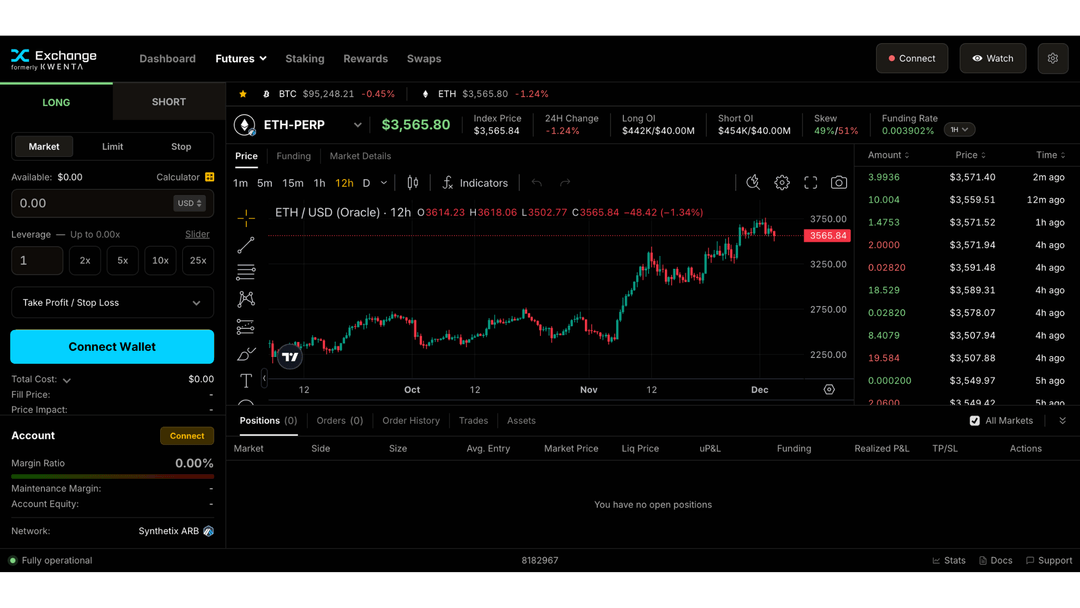 Exchange
formerly KWENTA
Dashboard
Futures
Staking
Rewards
Swaps
Connect
Watch
LONG
SHORT
BTC $95,248.21 -0.45%
ETH $3,565.80 -1.24%
ETH-PERP
$3,565.80
Index Price
$3,565.84
24H Change
-1.24%
Long OI
$442K/$40.00M
Short OI
$454K/$40.00M
Skew
49%/51%
Funding Rate
0.003902%
1H
Market
Limit
Stop
Available: $0.00
Calculator
0.00
USD
Leverage — Up to 0.00x
Slider
1
2x
5x
10x
25x
Take Profit / Stop Loss
Connect Wallet
Total Cost:
$0.00
Fill Price:
-
Price Impact:
-
Account
Connect
Margin Ratio
0.00%
Maintenance Margin:
-
Account Equity:
-
Network:
Synthetix ARB
Price
Funding
Market Details
1m 5m 15m 1h 12h D
Indicators
ETH / USD (Oracle) · 12h O3614.23 H3618.06 L3502.77 C3565.84 −48.42 (−1.34%)
3750.00
3565.84
3250.00
2750.00
2250.00
12 Oct 12 Nov 12 Dec
Amount Price Time
3.9936 $3,571.40 2m ago
10.004 $3,559.51 12m ago
1.4753 $3,571.52 1h ago
2.0000 $3,571.94 4h ago
0.02820 $3,591.48 4h ago
18.529 $3,589.31 4h ago
0.02820 $3,578.07 4h ago
8.4079 $3,507.94 4h ago
19.584 $3,507.88 4h ago
0.000200 $3,549.97 5h ago
2.0600 $3,549.42 5h ago
Positions (0)
Orders (0)
Order History
Trades
Assets
All Markets
Market Side Size Avg. Entry Market Price Liq Price uP&L Funding Realized P&L TP/SL Actions
You have no open positions
Fully operational
8182967
Stats
Docs
Support